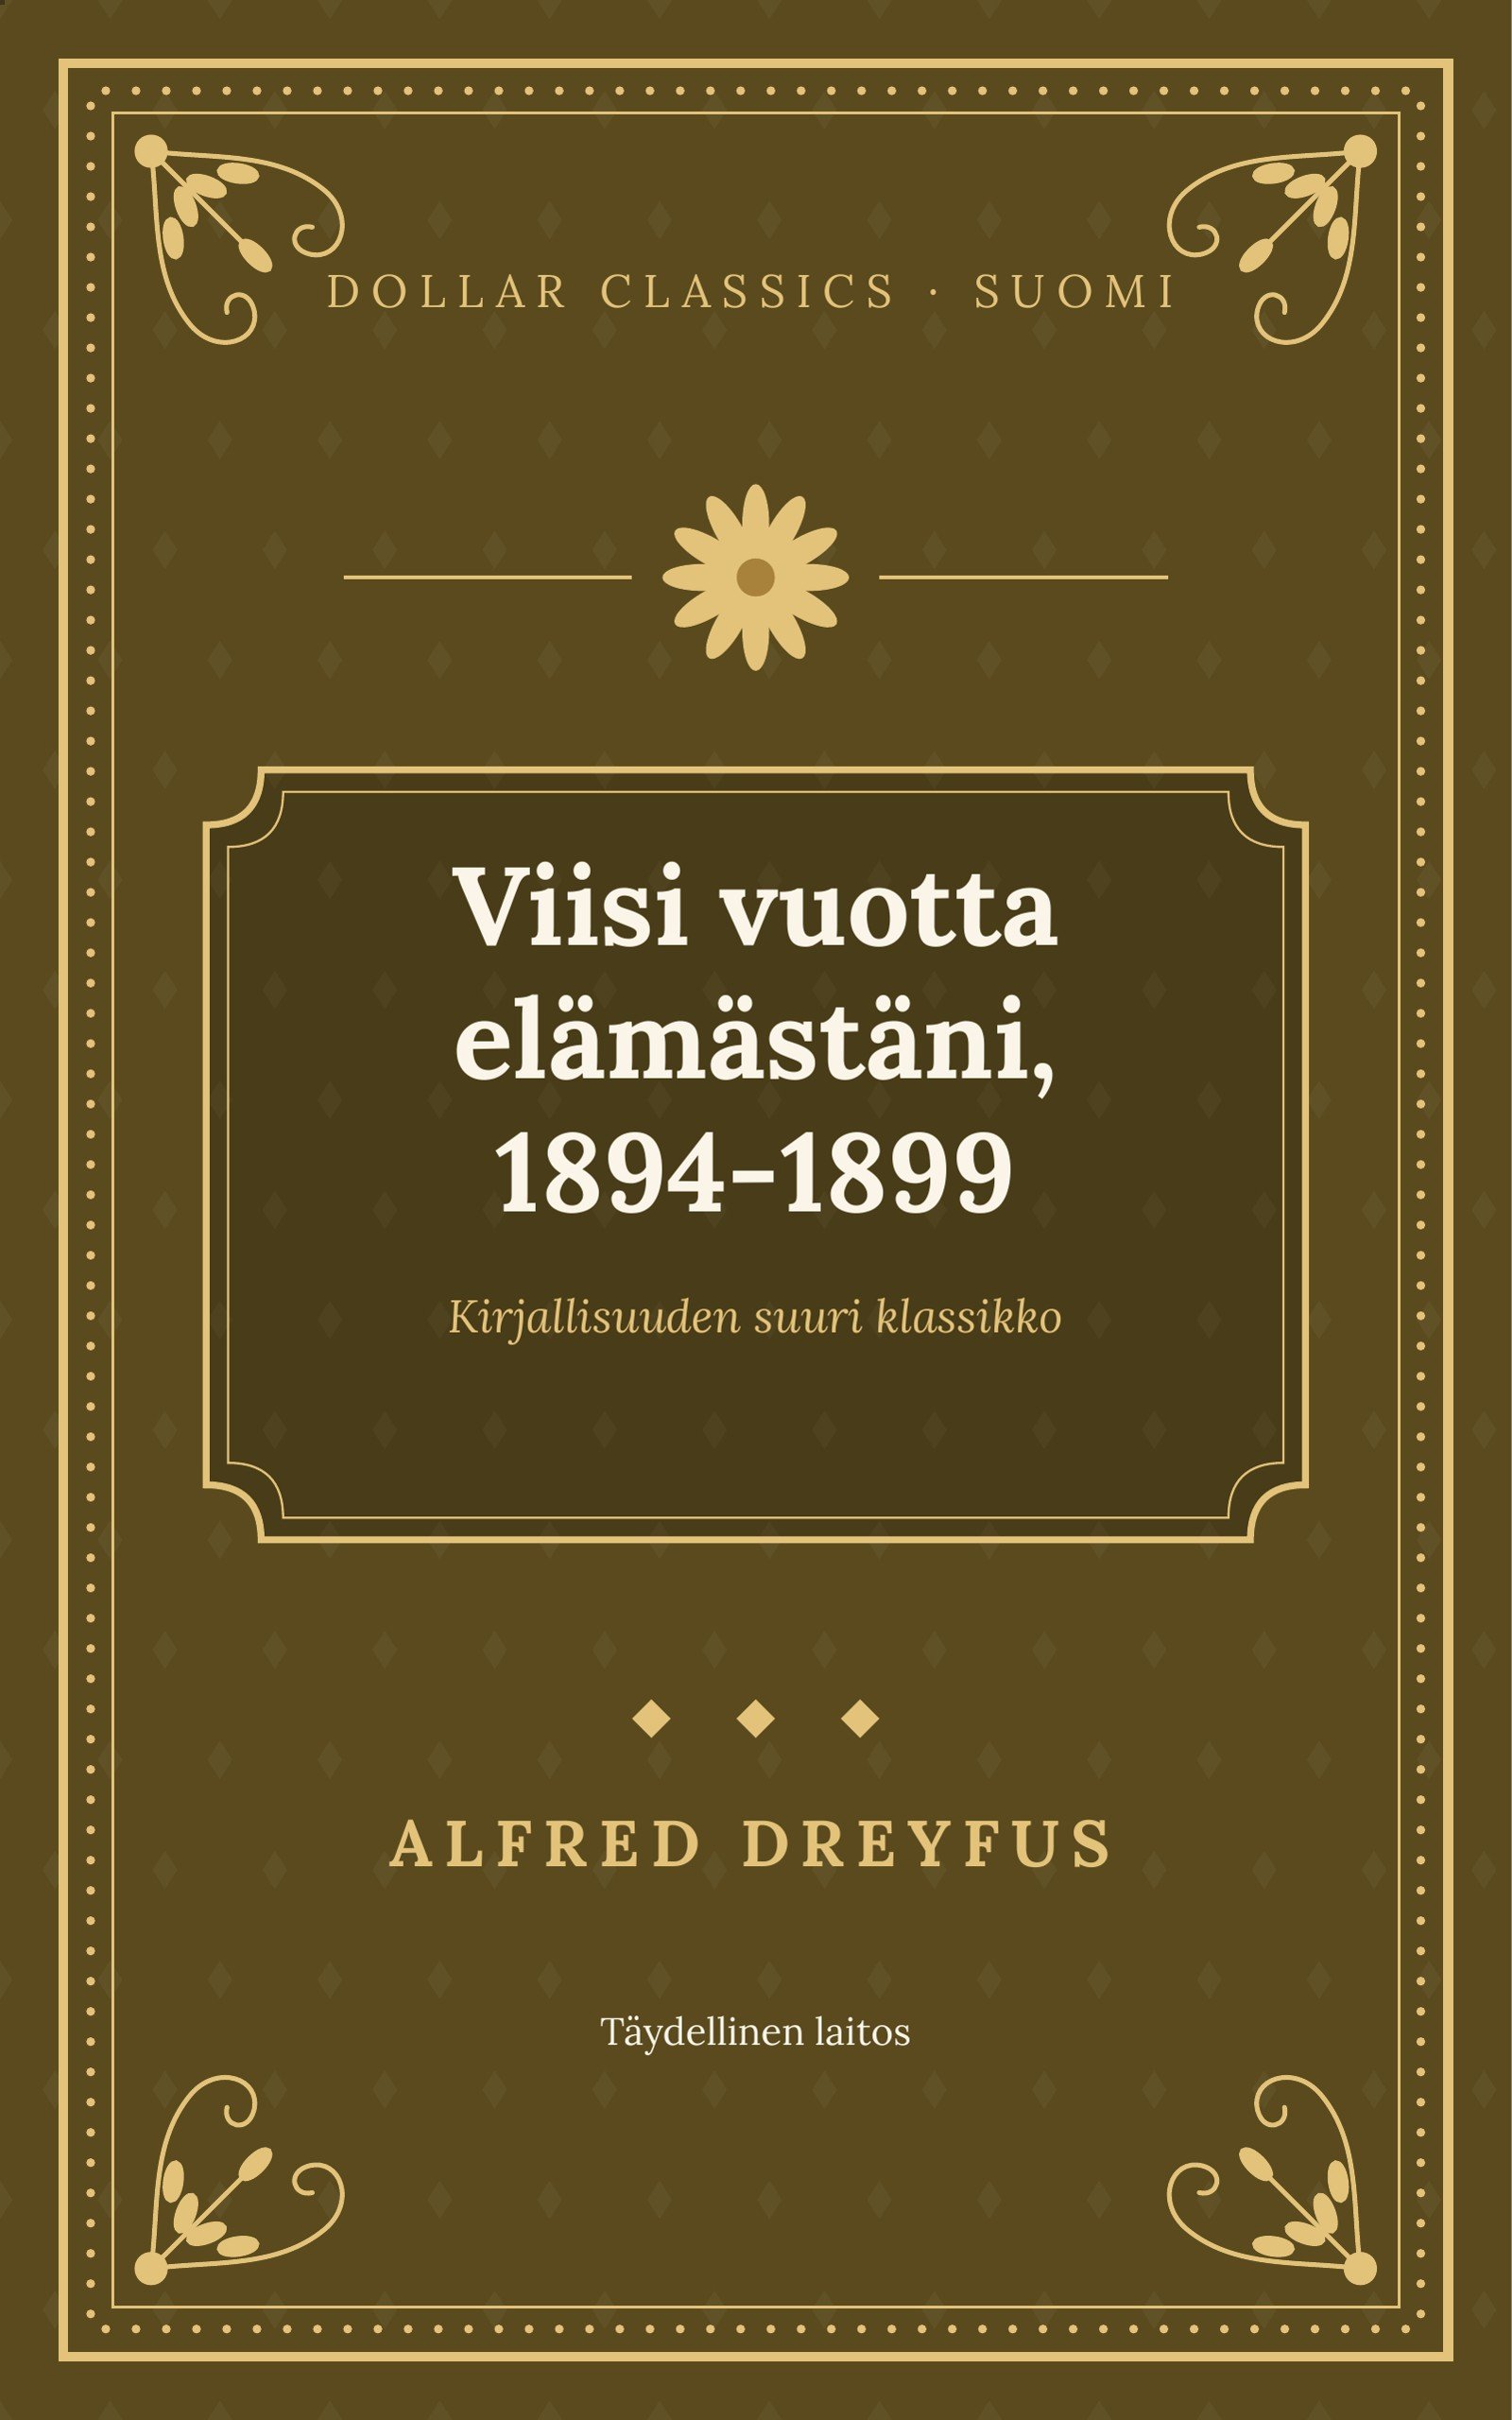 DOLLAR CLASSICS · SUOMI
Viisi vuotta
elämästäni,
1894–1899
Kirjallisuuden suuri klassikko
ALFRED DREYFUS
Täydellinen laitos